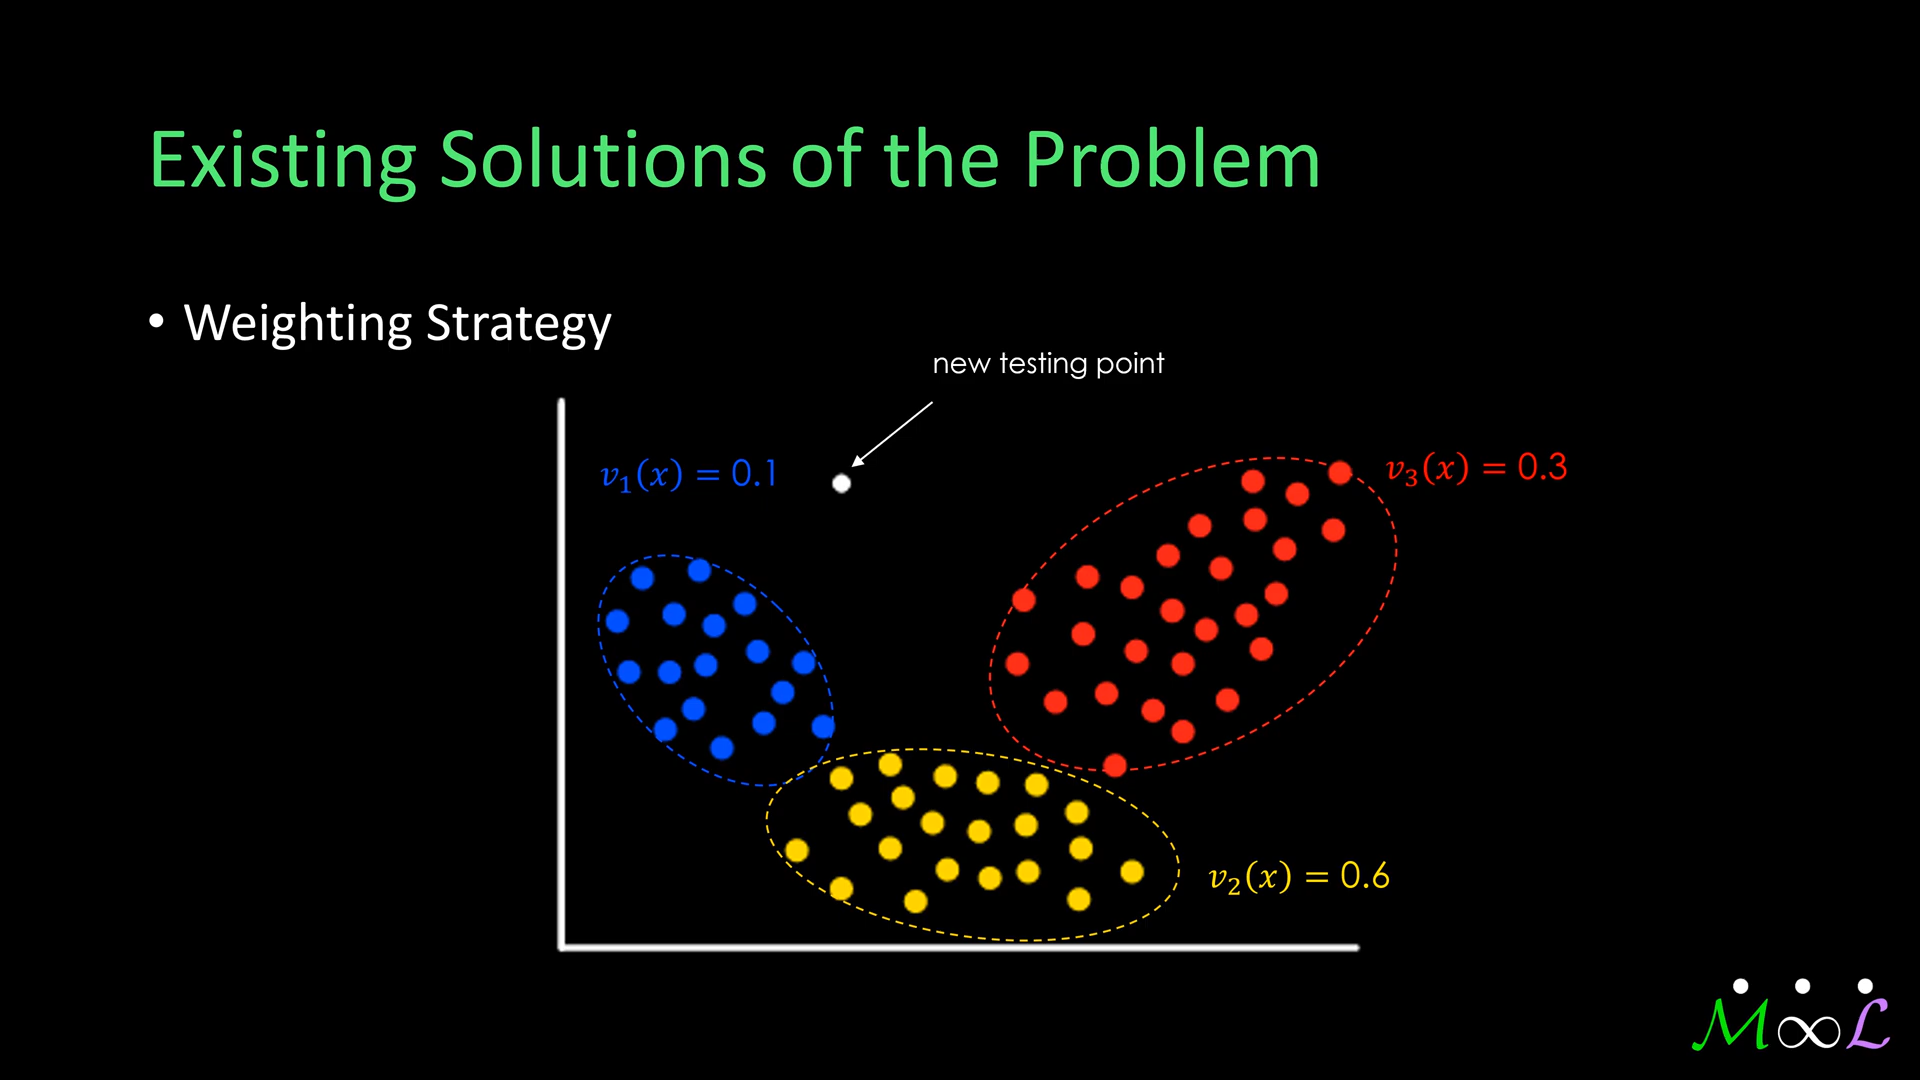 Existing Solutions of the Problem
• Weighting Strategy
new testing point
v₁(x) = 0.1
v₃(x) = 0.3
v₂(x) = 0.6
M∞L